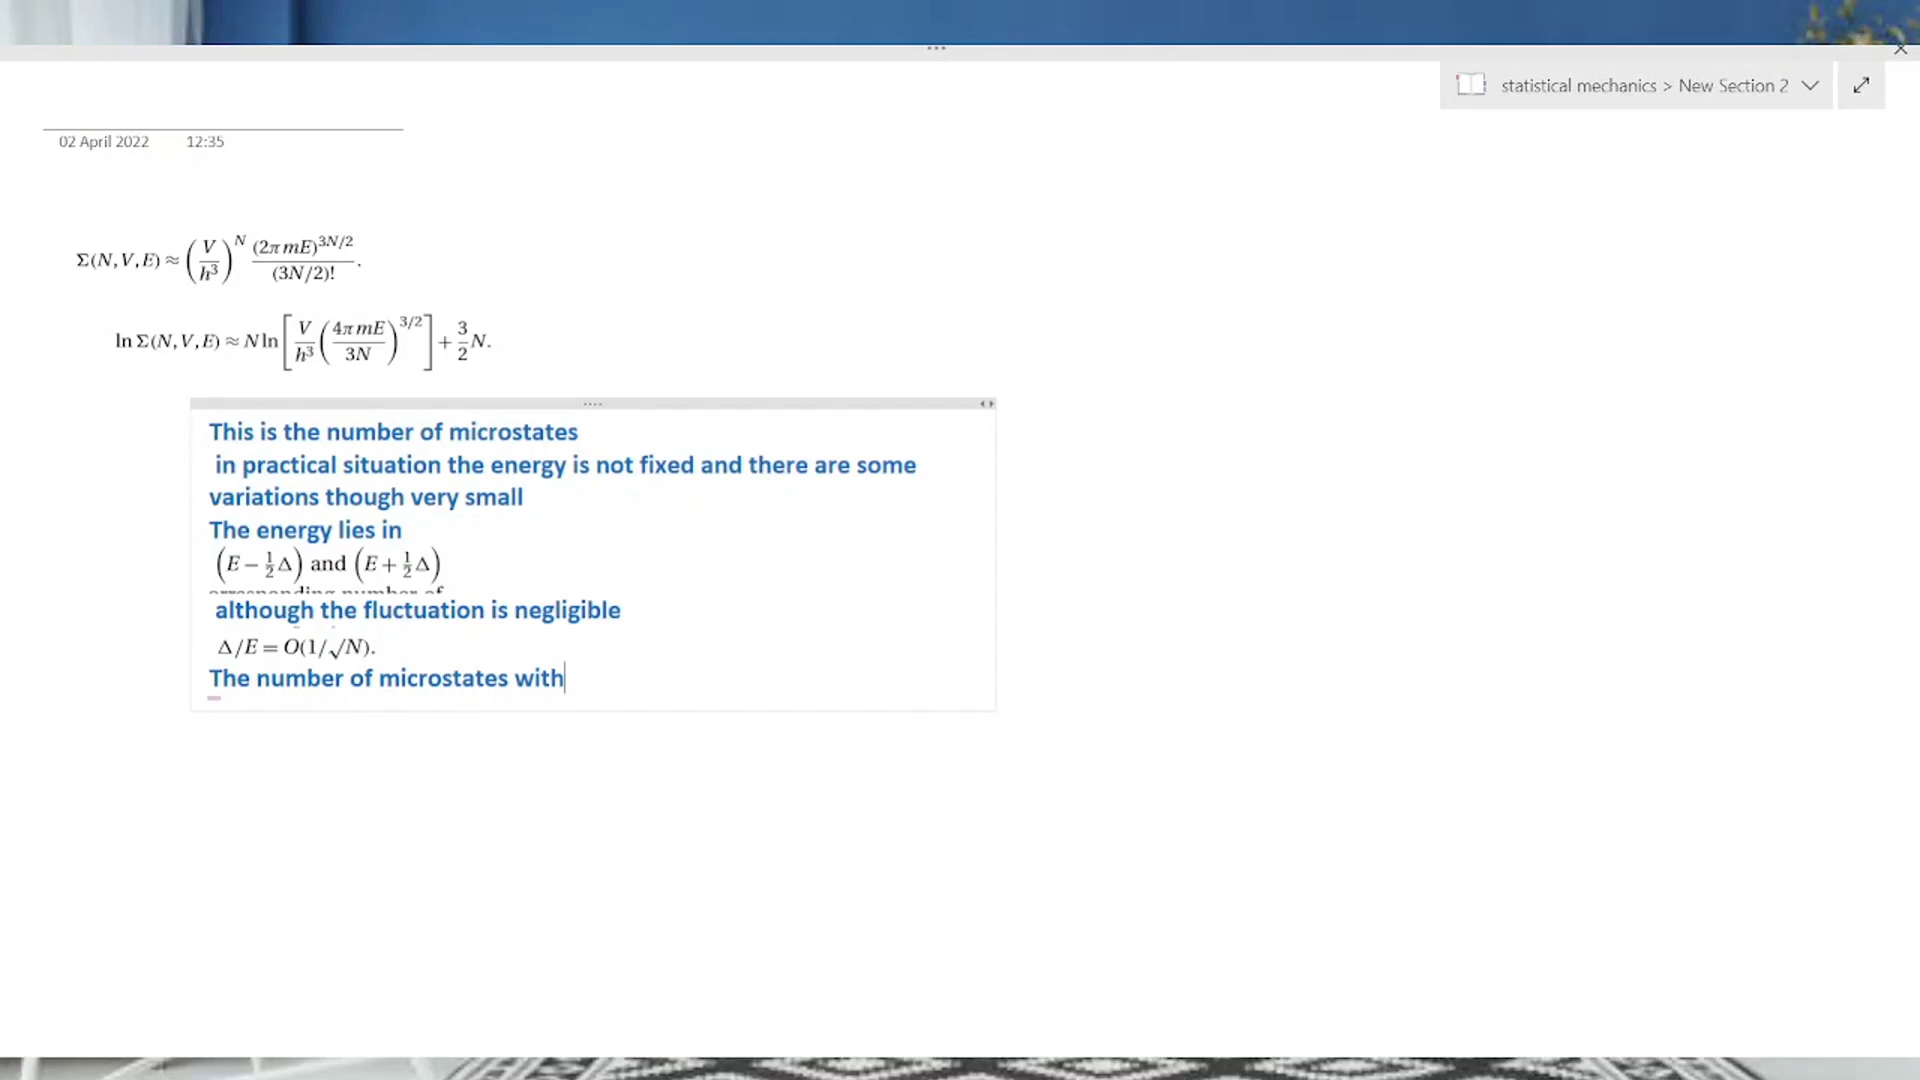 statistical mechanics > New Section 2
02 April 2022 12:35
Σ(N,V,E) ≈ (V/h³)^N (2πmE)^{3N/2}/(3N/2)!.
ln Σ(N,V,E) ≈ N ln[V/h³ (4πmE/3N)^{3/2}] + 3/2 N.
This is the number of microstates
in practical situation the energy is not fixed and there are some
variations though very small
The energy lies in
(E − ½Δ) and (E + ½Δ)
although the fluctuation is negligible
Δ/E = O(1/√N).
The number of microstates with